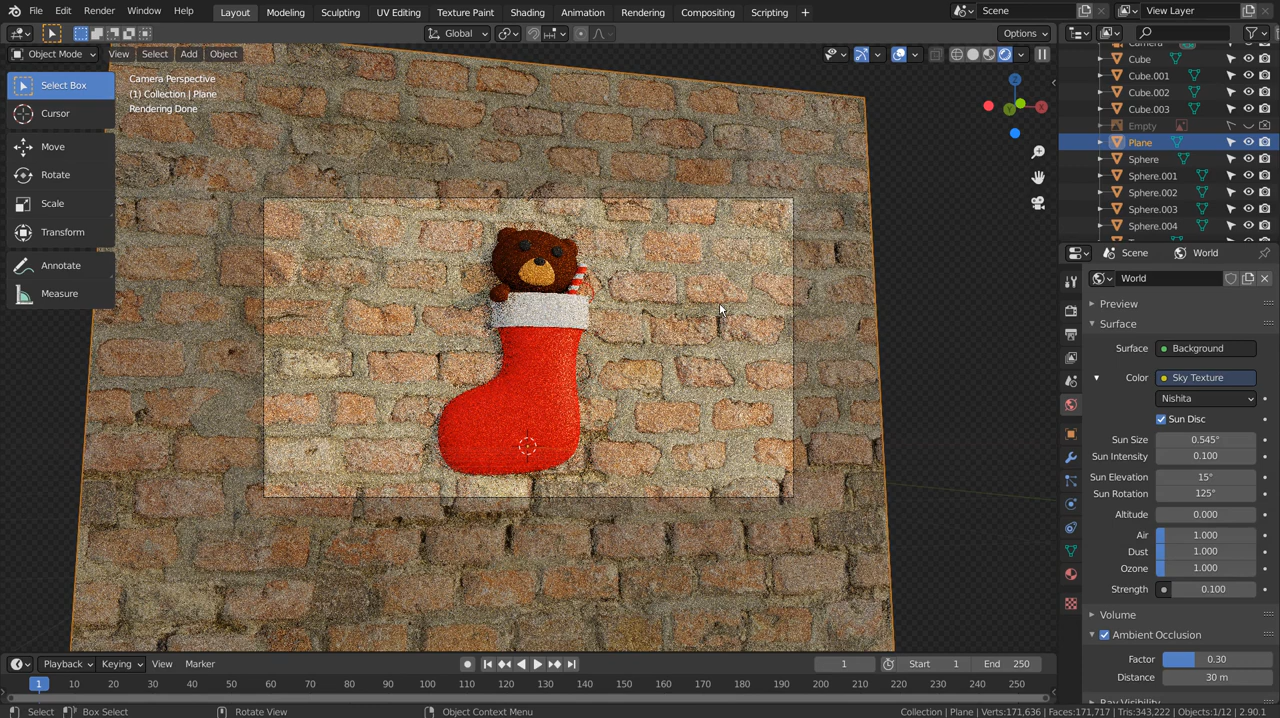 File Edit Render Window Help Layout Modeling Sculpting UV Editing Texture Paint Shading Animation Rendering Compositing Scripting + Scene View Layer
Global Options
Object Mode View Select Add Object
Select Box
Cursor
Move
Rotate
Scale
Transform
Annotate
Measure
Camera Perspective
(1) Collection | Plane
Rendering Done
Z
Camera
Cube
Cube.001
Cube.002
Cube.003
Empty
Plane
Sphere
Sphere.001
Sphere.002
Sphere.003
Sphere.004
Scene World
World
Preview
Surface
Surface Background
Color Sky Texture
Nishita
Sun Disc
Sun Size 0.545°
Sun Intensity 0.100
Sun Elevation 15°
Sun Rotation 125°
Altitude 0.000
Air 1.000
Dust 1.000
Ozone 1.000
Strength 0.100
Volume
Ambient Occlusion
Factor 0.30
Distance 30 m
Ray Visibility
Playback Keying View Marker 1 Start 1 End 250
1 10 20 30 40 50 60 70 80 90 100 110 120 130 140 150 160 170 180 190 200 210 220 230 240 250
Select Box Select Rotate View Object Context Menu Collection | Plane | Verts:171,636 | Faces:171,717 | Tris:343,222 | Objects:1/12 | 2.90.1